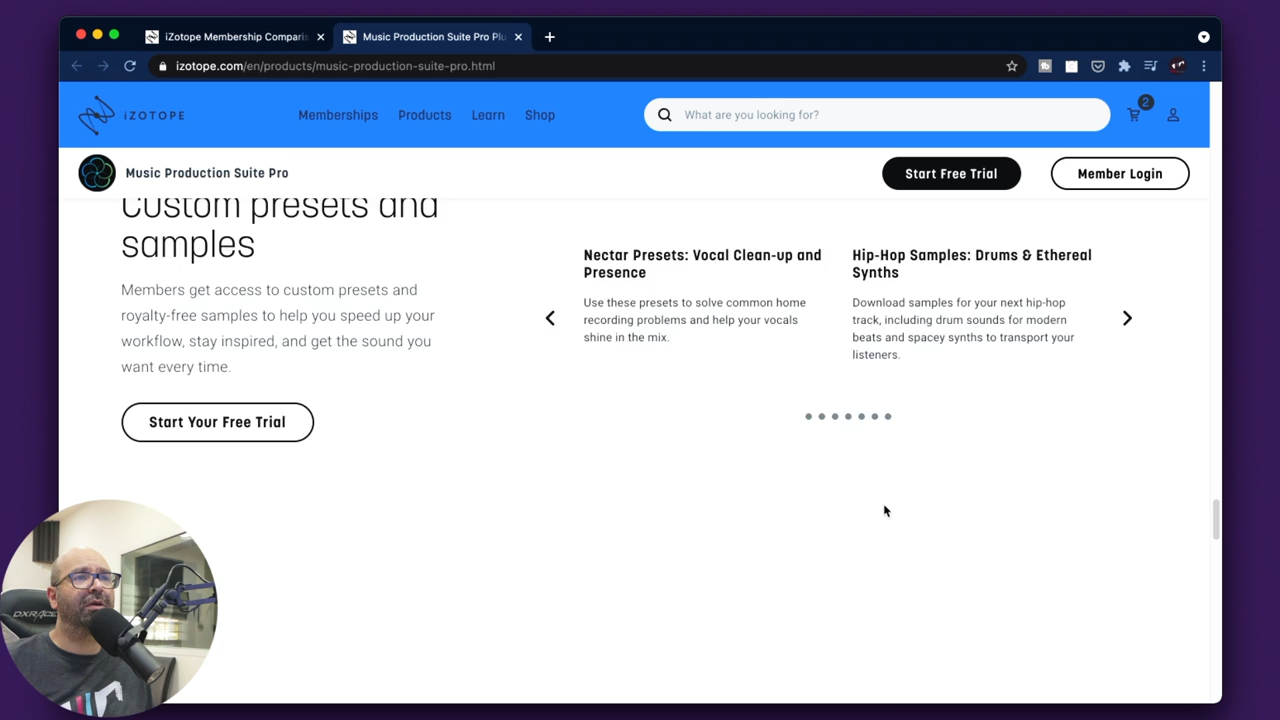 iZotope Membership Comparis
Music Production Suite Pro Plu
izotope.com/en/products/music-production-suite-pro.html
iZOTOPE
Memberships
Products
Learn
Shop
What are you looking for?
2
Music Production Suite Pro
Start Free Trial
Member Login
Custom presets and
samples
Members get access to custom presets and
royalty-free samples to help you speed up your
workflow, stay inspired, and get the sound you
want every time.
Start Your Free Trial
Nectar Presets: Vocal Clean-up and
Presence
Use these presets to solve common home
recording problems and help your vocals
shine in the mix.
Hip-Hop Samples: Drums & Ethereal
Synths
Download samples for your next hip-hop
track, including drum sounds for modern
beats and spacey synths to transport your
listeners.
DXRACE